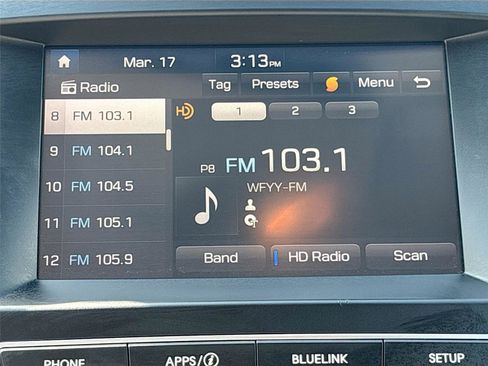 Mar. 17 3:13PM
Radio Tag Presets Menu
8 FM 103.1
HD 1 2 3
9 FM 104.1
P8 FM 103.1
10 FM 104.5
WFYY-FM
11 FM 105.1
12 FM 105.9
Band HD Radio Scan
PHONE APPS/ BLUELINK SETUP